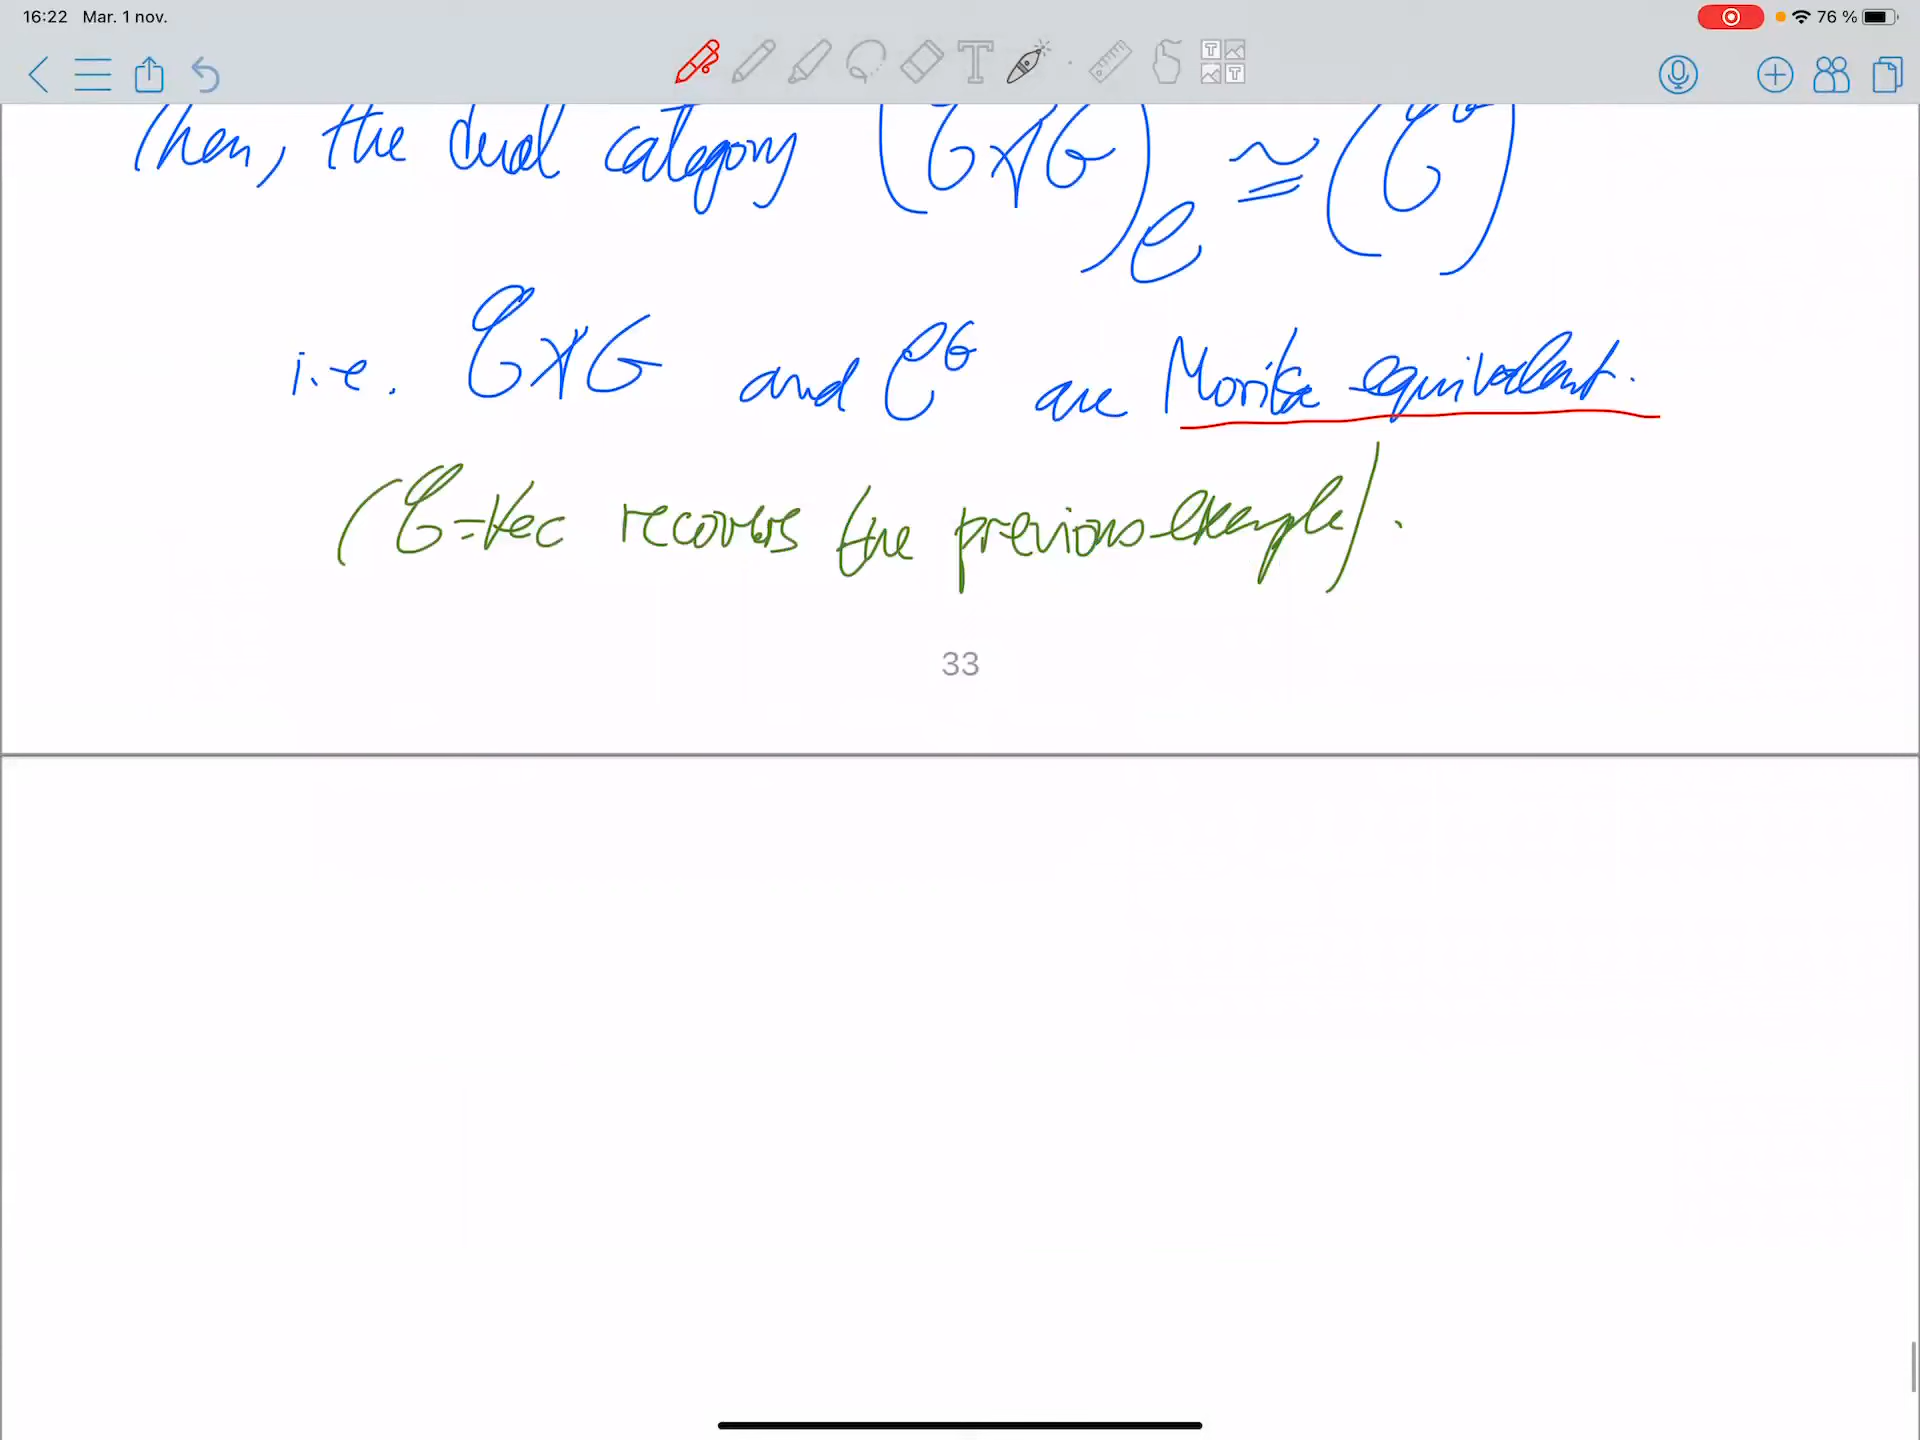 16:22 Mar. 1 nov. 76 %
Then, the dual category (C⋊G)_C ≅ (C^G)
i.e. C⋊G and C^G are Morita equivalent.
(C=Vec recovers the previous example).
33